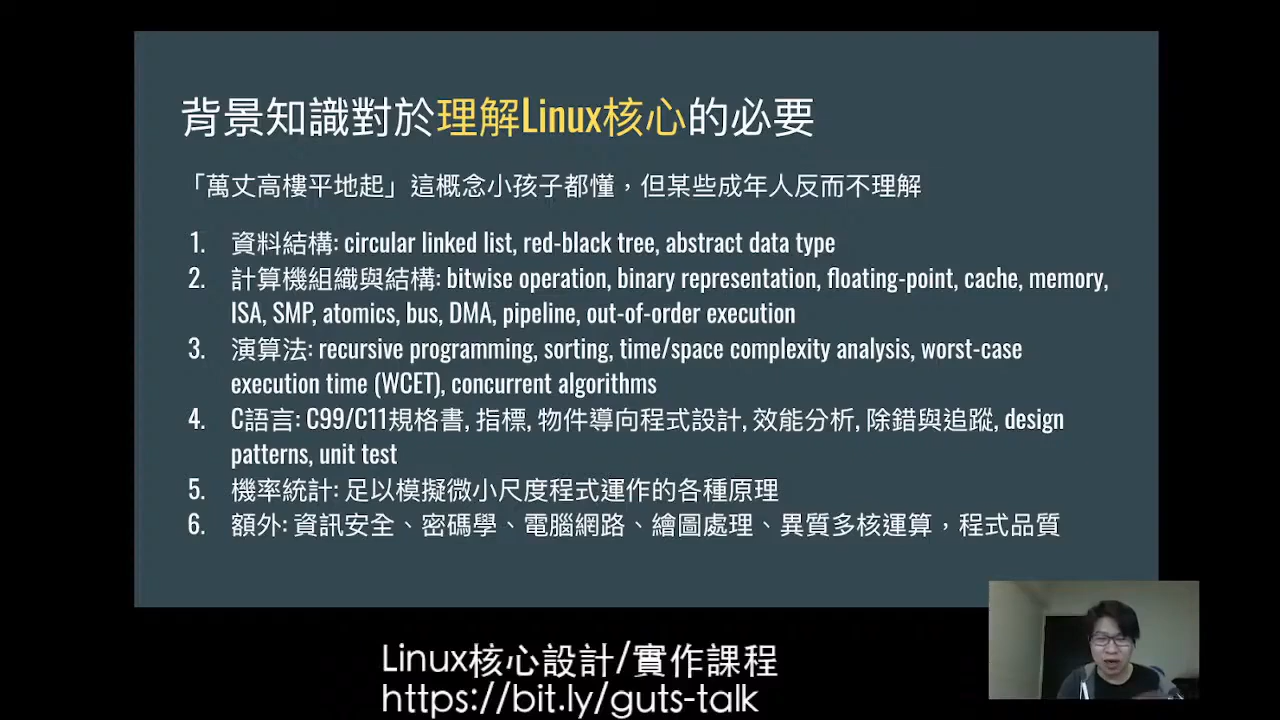 背景知識對於理解Linux核心的必要
「萬丈高樓平地起」這概念小孩子都懂，但某些成年人反而不理解
1. 資料結構: circular linked list, red-black tree, abstract data type
2. 計算機組織與結構: bitwise operation, binary representation, floating-point, cache, memory,
ISA, SMP, atomics, bus, DMA, pipeline, out-of-order execution
3. 演算法: recursive programming, sorting, time/space complexity analysis, worst-case
execution time (WCET), concurrent algorithms
4. C語言: C99/C11規格書, 指標, 物件導向程式設計, 效能分析, 除錯與追蹤, design
patterns, unit test
5. 機率統計: 足以模擬微小尺度程式運作的各種原理
6. 額外: 資訊安全、密碼學、電腦網路、繪圖處理、異質多核運算，程式品質
Linux核心設計/實作課程
https://bit.ly/guts-talk